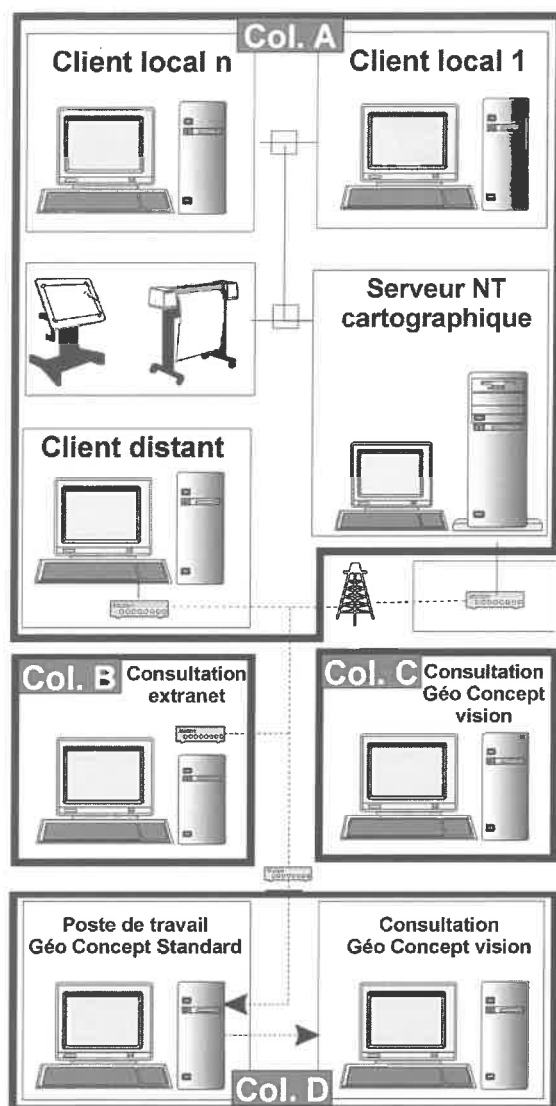 Col. A
Client local n
Client local 1
Serveur NT
cartographique
Client distant
Col. B
Consultation
extranet
Col. C
Consultation
Géo Concept
vision
Poste de travail
Géo Concept Standard
Consultation
Géo Concept vision
Col. D